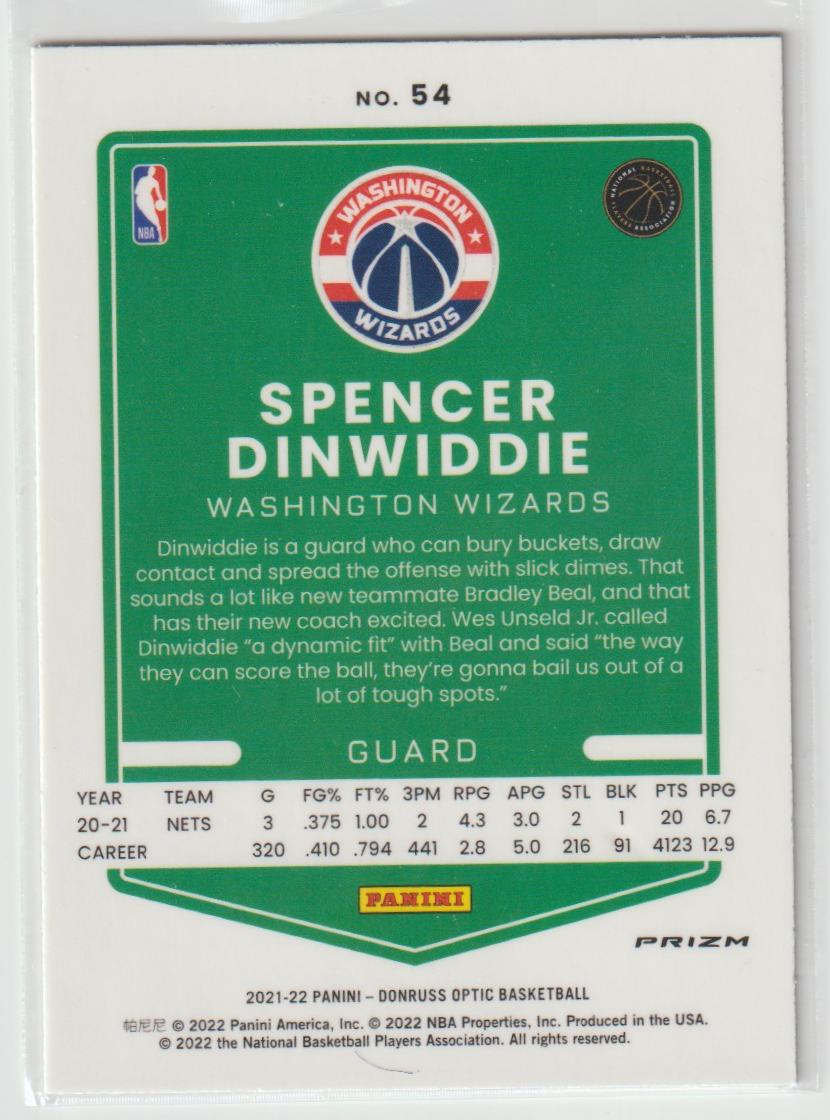 NO. 54
NBA
WASHINGTON
WIZARDS
NATIONAL BASKETBALL
PLAYERS ASSOCIATION
SPENCER
DINWIDDIE
WASHINGTON WIZARDS
Dinwiddie is a guard who can bury buckets, draw
contact and spread the offense with slick dimes. That
sounds a lot like new teammate Bradley Beal, and that
has their new coach excited. Wes Unseld Jr. called
Dinwiddie “a dynamic fit” with Beal and said “the way
they can score the ball, they’re gonna bail us out of a
lot of tough spots.”
GUARD
YEAR TEAM G FG% FT% 3PM RPG APG STL BLK PTS PPG
20-21 NETS 3 .375 1.00 2 4.3 3.0 2 1 20 6.7
CAREER 320 .410 .794 441 2.8 5.0 216 91 4123 12.9
PANINI
PRIZM
2021-22 PANINI – DONRUSS OPTIC BASKETBALL
帕尼尼 © 2022 Panini America, Inc. © 2022 NBA Properties, Inc. Produced in the USA.
© 2022 the National Basketball Players Association. All rights reserved.